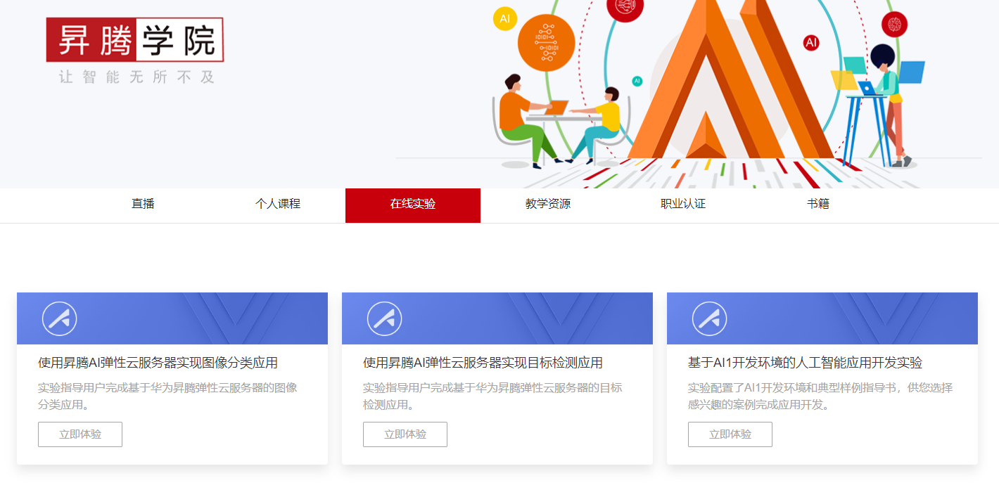 昇腾学院
让智能无所不及
AI
AI
AI
直播
个人课程
在线实验
教学资源
职业认证
书籍
使用昇腾AI弹性云服务器实现图像分类应用
实验指导用户完成基于华为昇腾弹性云服务器的图像
分类应用。
立即体验
使用昇腾AI弹性云服务器实现目标检测应用
实验指导用户完成基于华为昇腾弹性云服务器的目标
检测应用。
立即体验
基于AI1开发环境的人工智能应用开发实验
实验配置了AI1开发环境和典型样例指导书，供您选择
感兴趣的案例完成应用开发。
立即体验